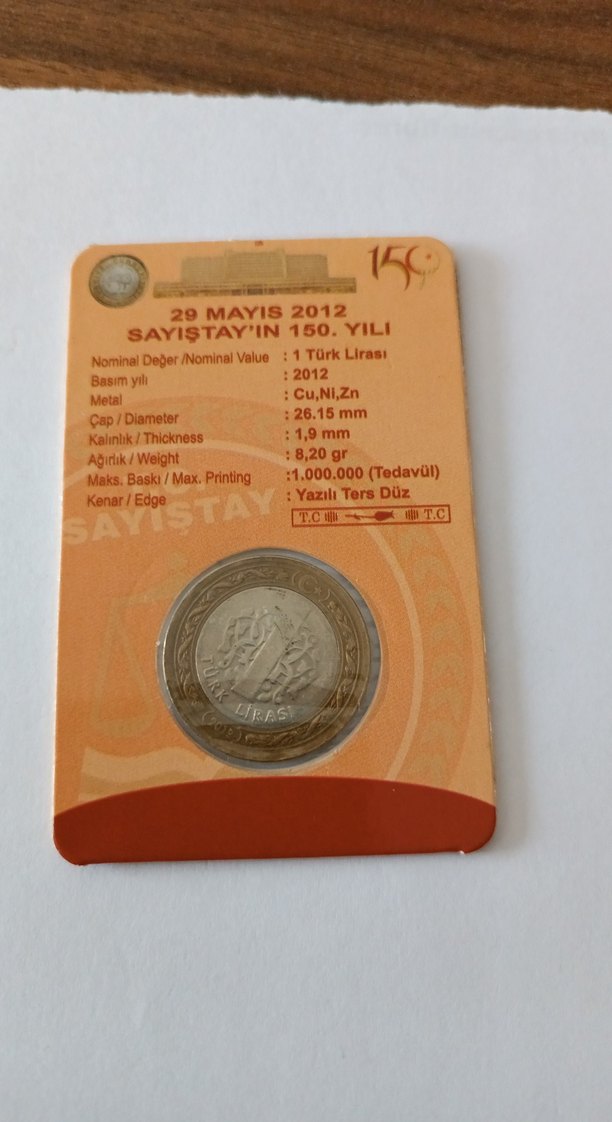 150
29 MAYIS 2012
SAYIŞTAY'IN 150. YILI
Nominal Değer /Nominal Value : 1 Türk Lirası
Basım yılı : 2012
Metal : Cu,Ni,Zn
Çap / Diameter : 26.15 mm
Kalınlık / Thickness : 1,9 mm
Ağırlık / Weight : 8,20 gr
Maks. Baskı / Max. Printing :1.000.000 (Tedavül)
Kenar / Edge : Yazılı Ters Düz
T.C T.C
SAYIŞTAY
TÜRK LİRASI